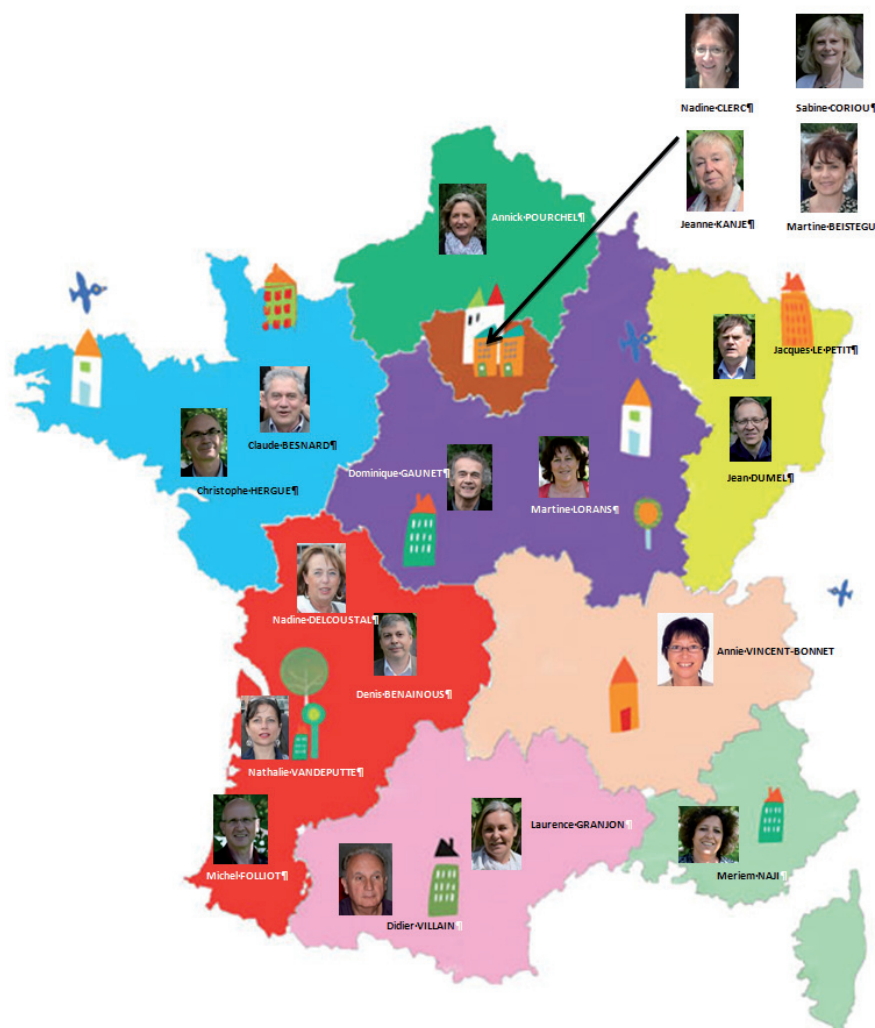 Nadine·CLERC¶
Sabine·CORIOU¶
Jeanne·KANJE¶
Martine·BEISTEGU
Annick·POURCHEL¶
Jacques·LE·PETIT¶
Claude·BESNARD¶
Christophe·HERGUE¶
Dominique·GAUNET¶
Martine·LORANS¶
Jean·DUMEL¶
Nadine·DELCOUSTAL¶
Annie·VINCENT-BONNET
Denis·BENAINOUS¶
Nathalie·VANDEPUTTE¶
Laurence·GRANJON¶
Michel·FOLLIOT¶
Meriem·NAJI¶
Didier·VILLAIN¶